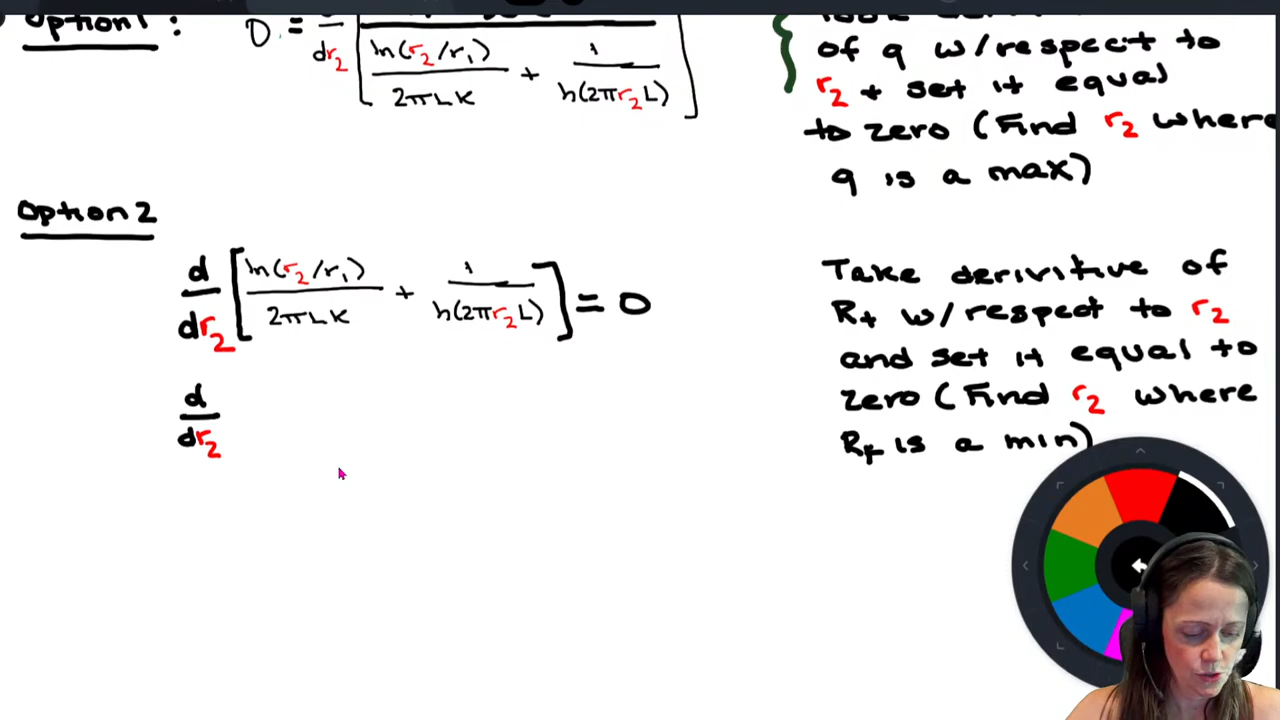 Option 1 :
0 = d/dr₂ [ / ln(r₂/r₁)/2πLK + 1/h(2πr₂L) ]
of q w/respect to
r₂ + set it equal
to zero (Find r₂ where
q is a max)
Option 2
d/dr₂ [ ln(r₂/r₁)/2πLK + 1/h(2πr₂L) ] = 0
d/dr₂
Take derivitive of
R₊ w/respect to r₂
and set it equal to
zero (Find r₂ where
R₊ is a min)